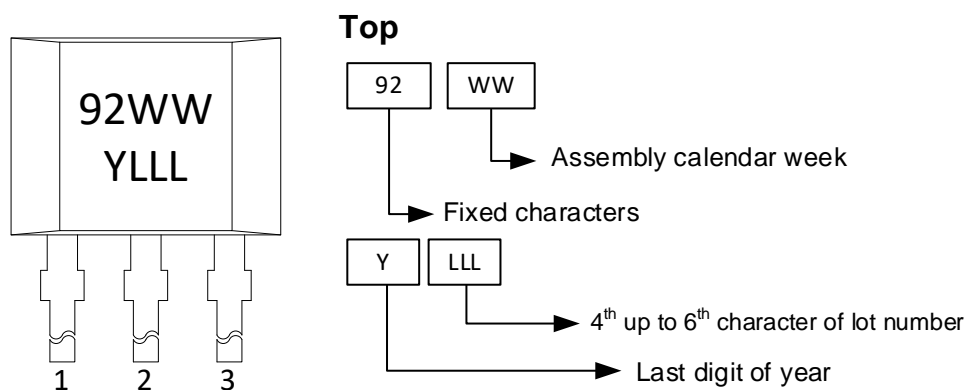 92WW
YLLL
1 2 3
Top
92 WW
Assembly calendar week
Fixed characters
Y LLL
4th up to 6th character of lot number
Last digit of year